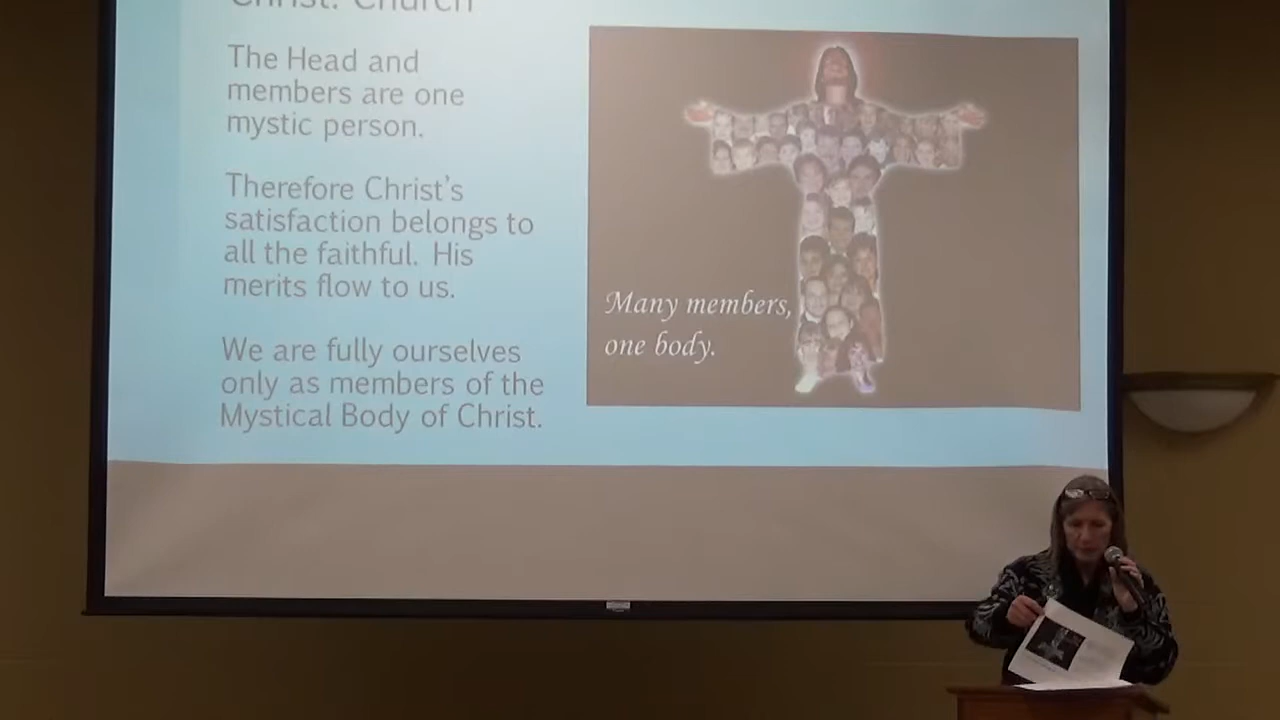 Christ: Church
The Head and
members are one
mystic person.
Therefore Christ's
satisfaction belongs to
all the faithful. His
merits flow to us.
We are fully ourselves
only as members of the
Mystical Body of Christ.
Many members,
one body.